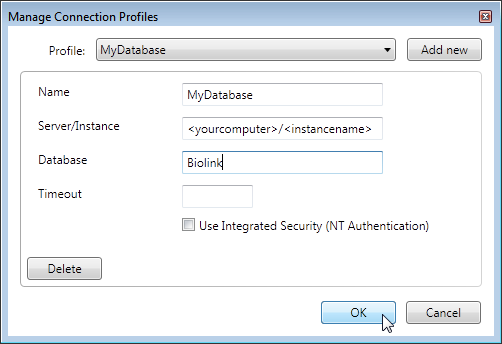 Manage Connection Profiles
Profile: MyDatabase Add new
Name MyDatabase
Server/Instance <yourcomputer>/<instancename>
Database Biolink
Timeout
Use Integrated Security (NT Authentication)
Delete
OK Cancel